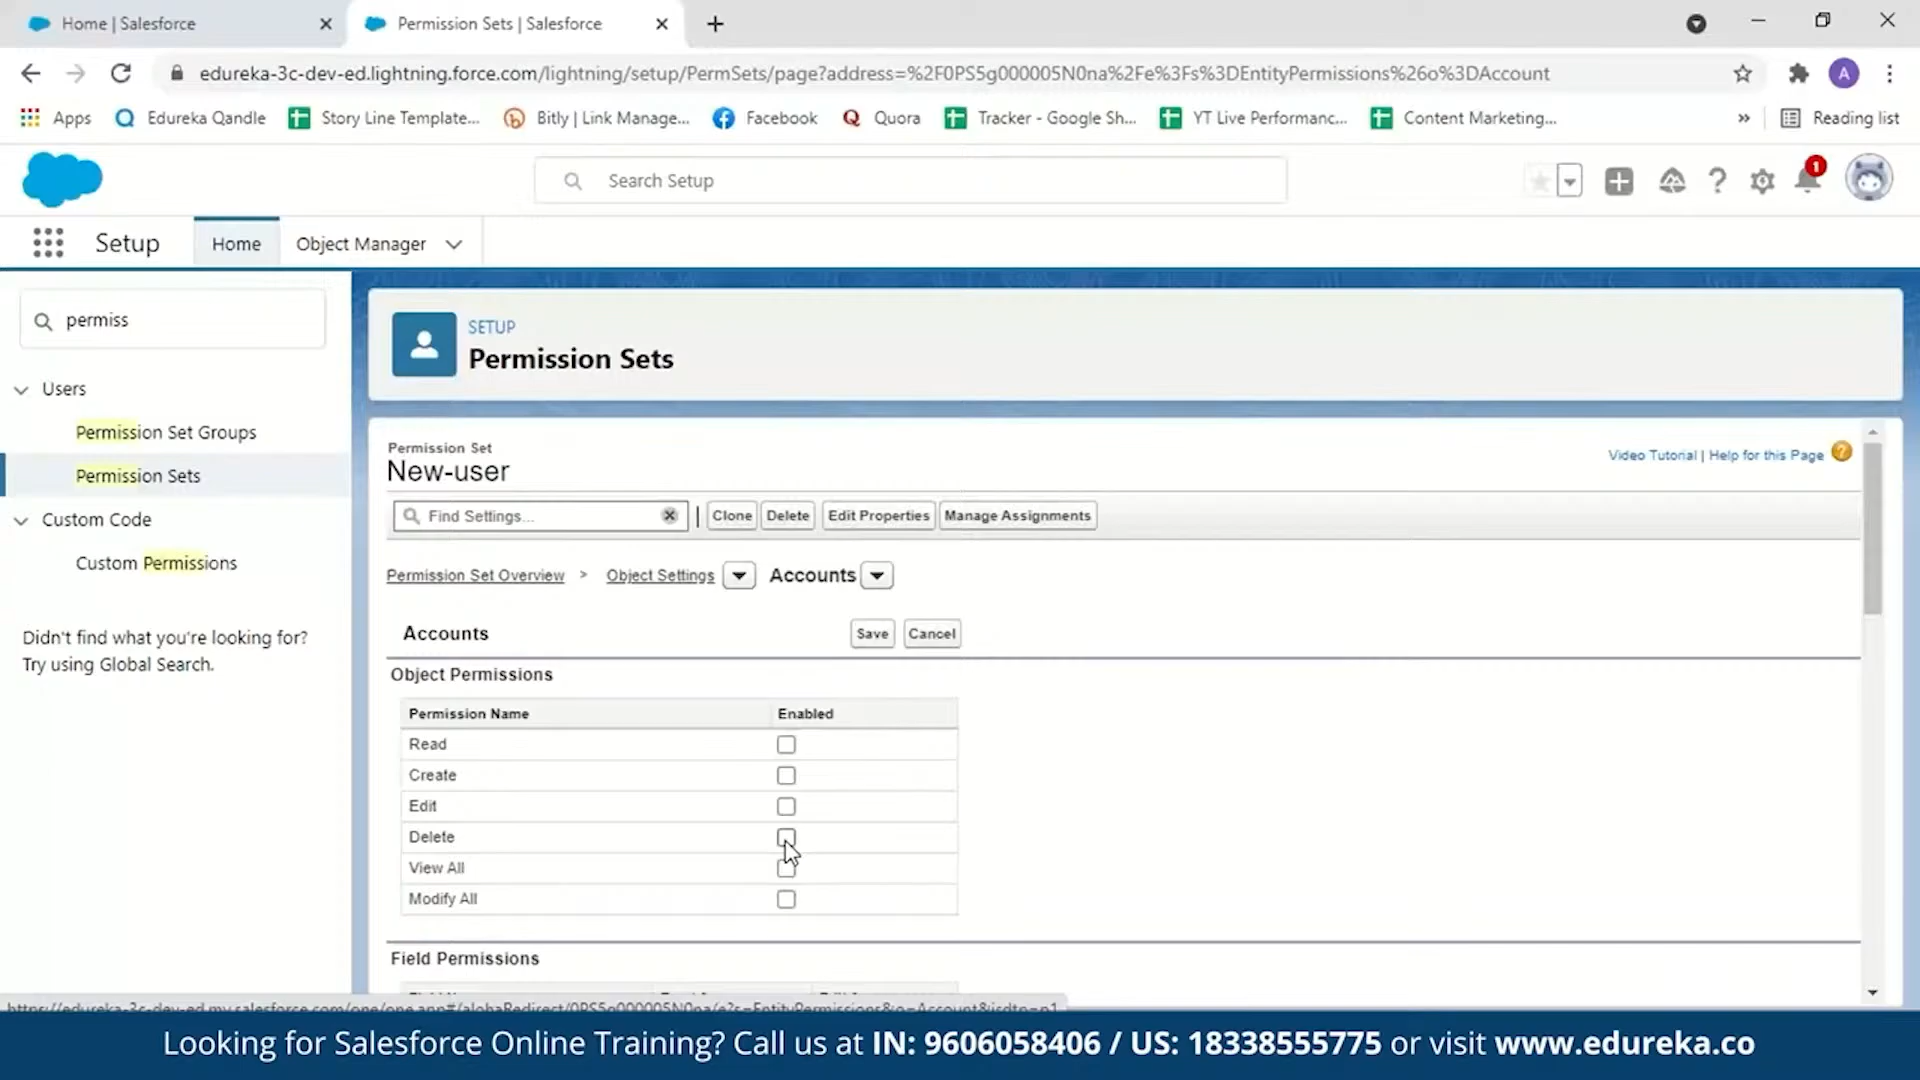 Home | Salesforce
Permission Sets | Salesforce
edureka-3c-dev-ed.lightning.force.com/lightning/setup/PermSets/page?address=%2F0PS5g000005N0na%2Fe%3Fs%3DEntityPermissions%26o%3DAccount
A
Apps
Edureka Qandle
Story Line Template...
Bitly | Link Manage...
Facebook
Quora
Tracker - Google Sh...
YT Live Performanc...
Content Marketing...
»
Reading list
Search Setup
1
Setup
Home
Object Manager
permiss
Users
Permission Set Groups
Permission Sets
Custom Code
Custom Permissions
Didn't find what you're looking for?
Try using Global Search.
SETUP
Permission Sets
Permission Set
New-user
Video Tutorial | Help for this Page
Find Settings...
| Clone Delete Edit Properties Manage Assignments
Permission Set Overview > Object Settings Accounts
Accounts Save Cancel
Object Permissions
Permission Name Enabled
Read
Create
Edit
Delete
View All
Modify All
Field Permissions
Looking for Salesforce Online Training? Call us at IN: 9606058406 / US: 18338555775 or visit www.edureka.co